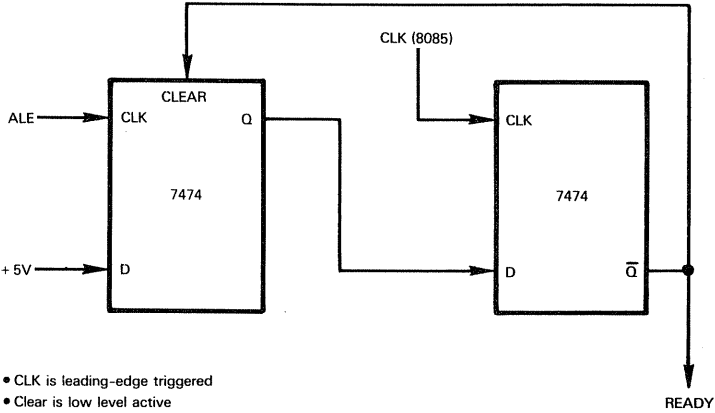 CLK (8085)
CLEAR
ALE
CLK
Q
CLK
7474
7474
+5V
D
D
Q̅
• CLK is leading-edge triggered
• Clear is low level active
READY